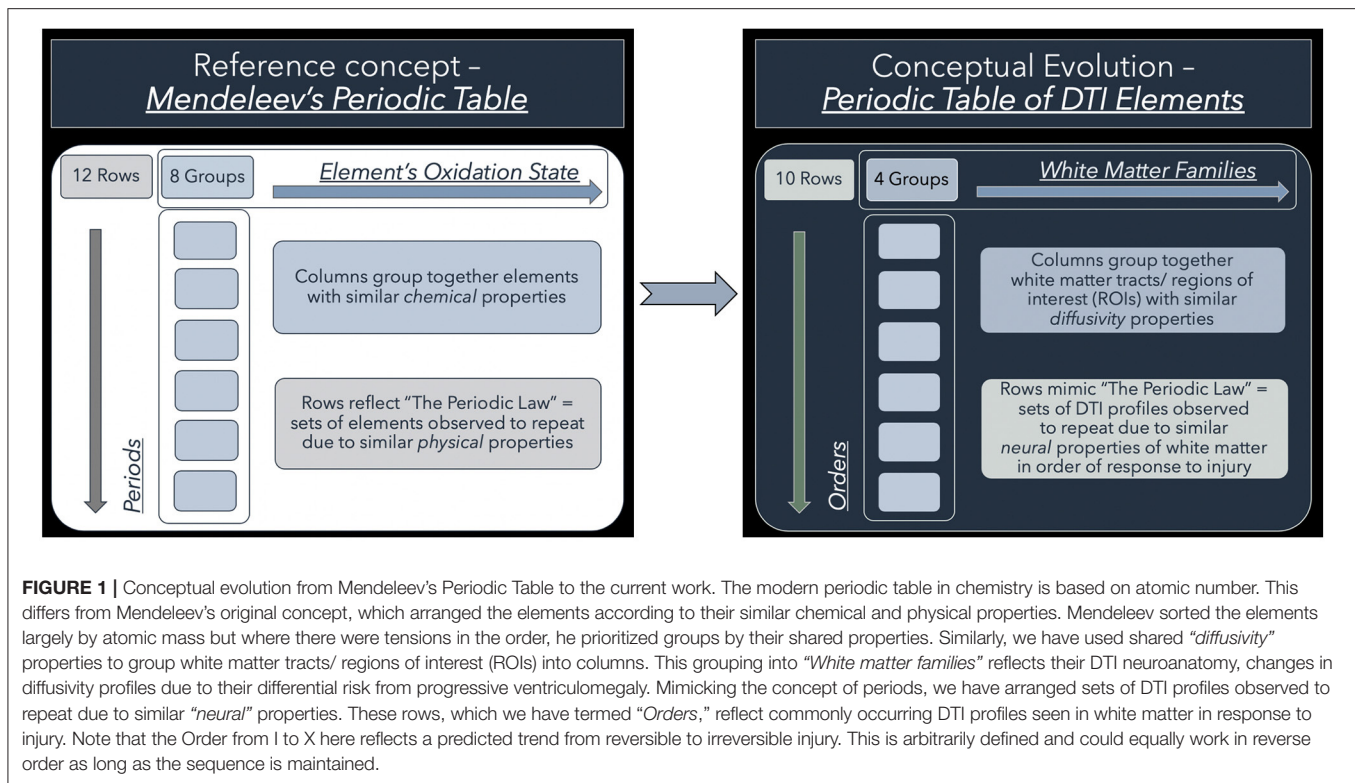 Reference concept –
Mendeleev's Periodic Table
12 Rows
8 Groups
Element's Oxidation State
Columns group together elements
with similar chemical properties
Rows reflect “The Periodic Law” =
sets of elements observed to repeat
due to similar physical properties
Periods
Conceptual Evolution –
Periodic Table of DTI Elements
10 Rows
4 Groups
White Matter Families
Columns group together
white matter tracts/ regions of
interest (ROIs) with similar
diffusivity properties
Rows mimic “The Periodic Law” =
sets of DTI profiles observed
to repeat due to similar
neural properties of white matter
in order of response to injury
Orders
FIGURE 1 | Conceptual evolution from Mendeleev's Periodic Table to the current work. The modern periodic table in chemistry is based on atomic number. This
differs from Mendeleev's original concept, which arranged the elements according to their similar chemical and physical properties. Mendeleev sorted the elements
largely by atomic mass but where there were tensions in the order, he prioritized groups by their shared properties. Similarly, we have used shared “diffusivity”
properties to group white matter tracts/ regions of interest (ROIs) into columns. This grouping into “White matter families” reflects their DTI neuroanatomy, changes in
diffusivity profiles due to their differential risk from progressive ventriculomegaly. Mimicking the concept of periods, we have arranged sets of DTI profiles observed to
repeat due to similar “neural” properties. These rows, which we have termed “Orders,” reflect commonly occurring DTI profiles seen in white matter in response to
injury. Note that the Order from I to X here reflects a predicted trend from reversible to irreversible injury. This is arbitrarily defined and could equally work in reverse
order as long as the sequence is maintained.